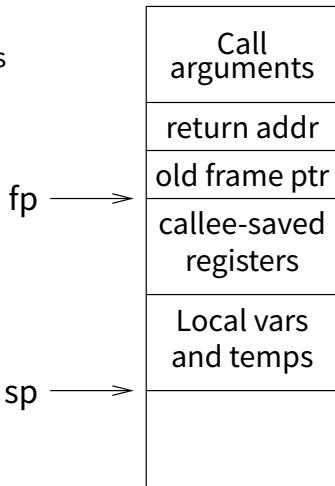 s
Call
arguments
return addr
old frame ptr
fp
callee-saved
registers
Local vars
and temps
sp